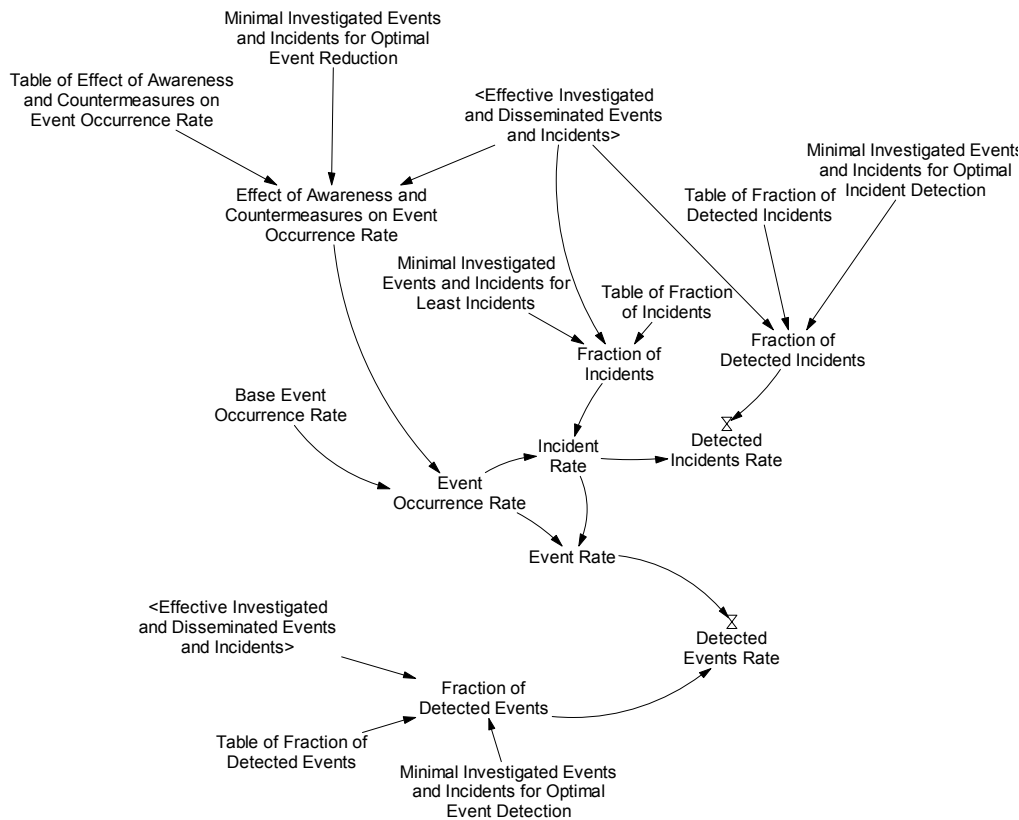 Minimal Investigated Events
and Incidents for Optimal
Event Reduction
Table of Effect of Awareness
and Countermeasures on
Event Occurrence Rate
<Effective Investigated
and Disseminated Events
and Incidents>
Minimal Investigated Events
and Incidents for Optimal
Incident Detection
Table of Fraction of
Detected Incidents
Effect of Awareness and
Countermeasures on Event
Occurrence Rate
Minimal Investigated
Events and Incidents for
Least Incidents
Table of Fraction
of Incidents
Fraction of
Incidents
Fraction of
Detected Incidents
Base Event
Occurrence Rate
Incident
Rate
Detected
Incidents Rate
Event
Occurrence Rate
Event Rate
<Effective Investigated
and Disseminated Events
and Incidents>
Detected
Events Rate
Fraction of
Detected Events
Table of Fraction of
Detected Events
Minimal Investigated Events
and Incidents for Optimal
Event Detection